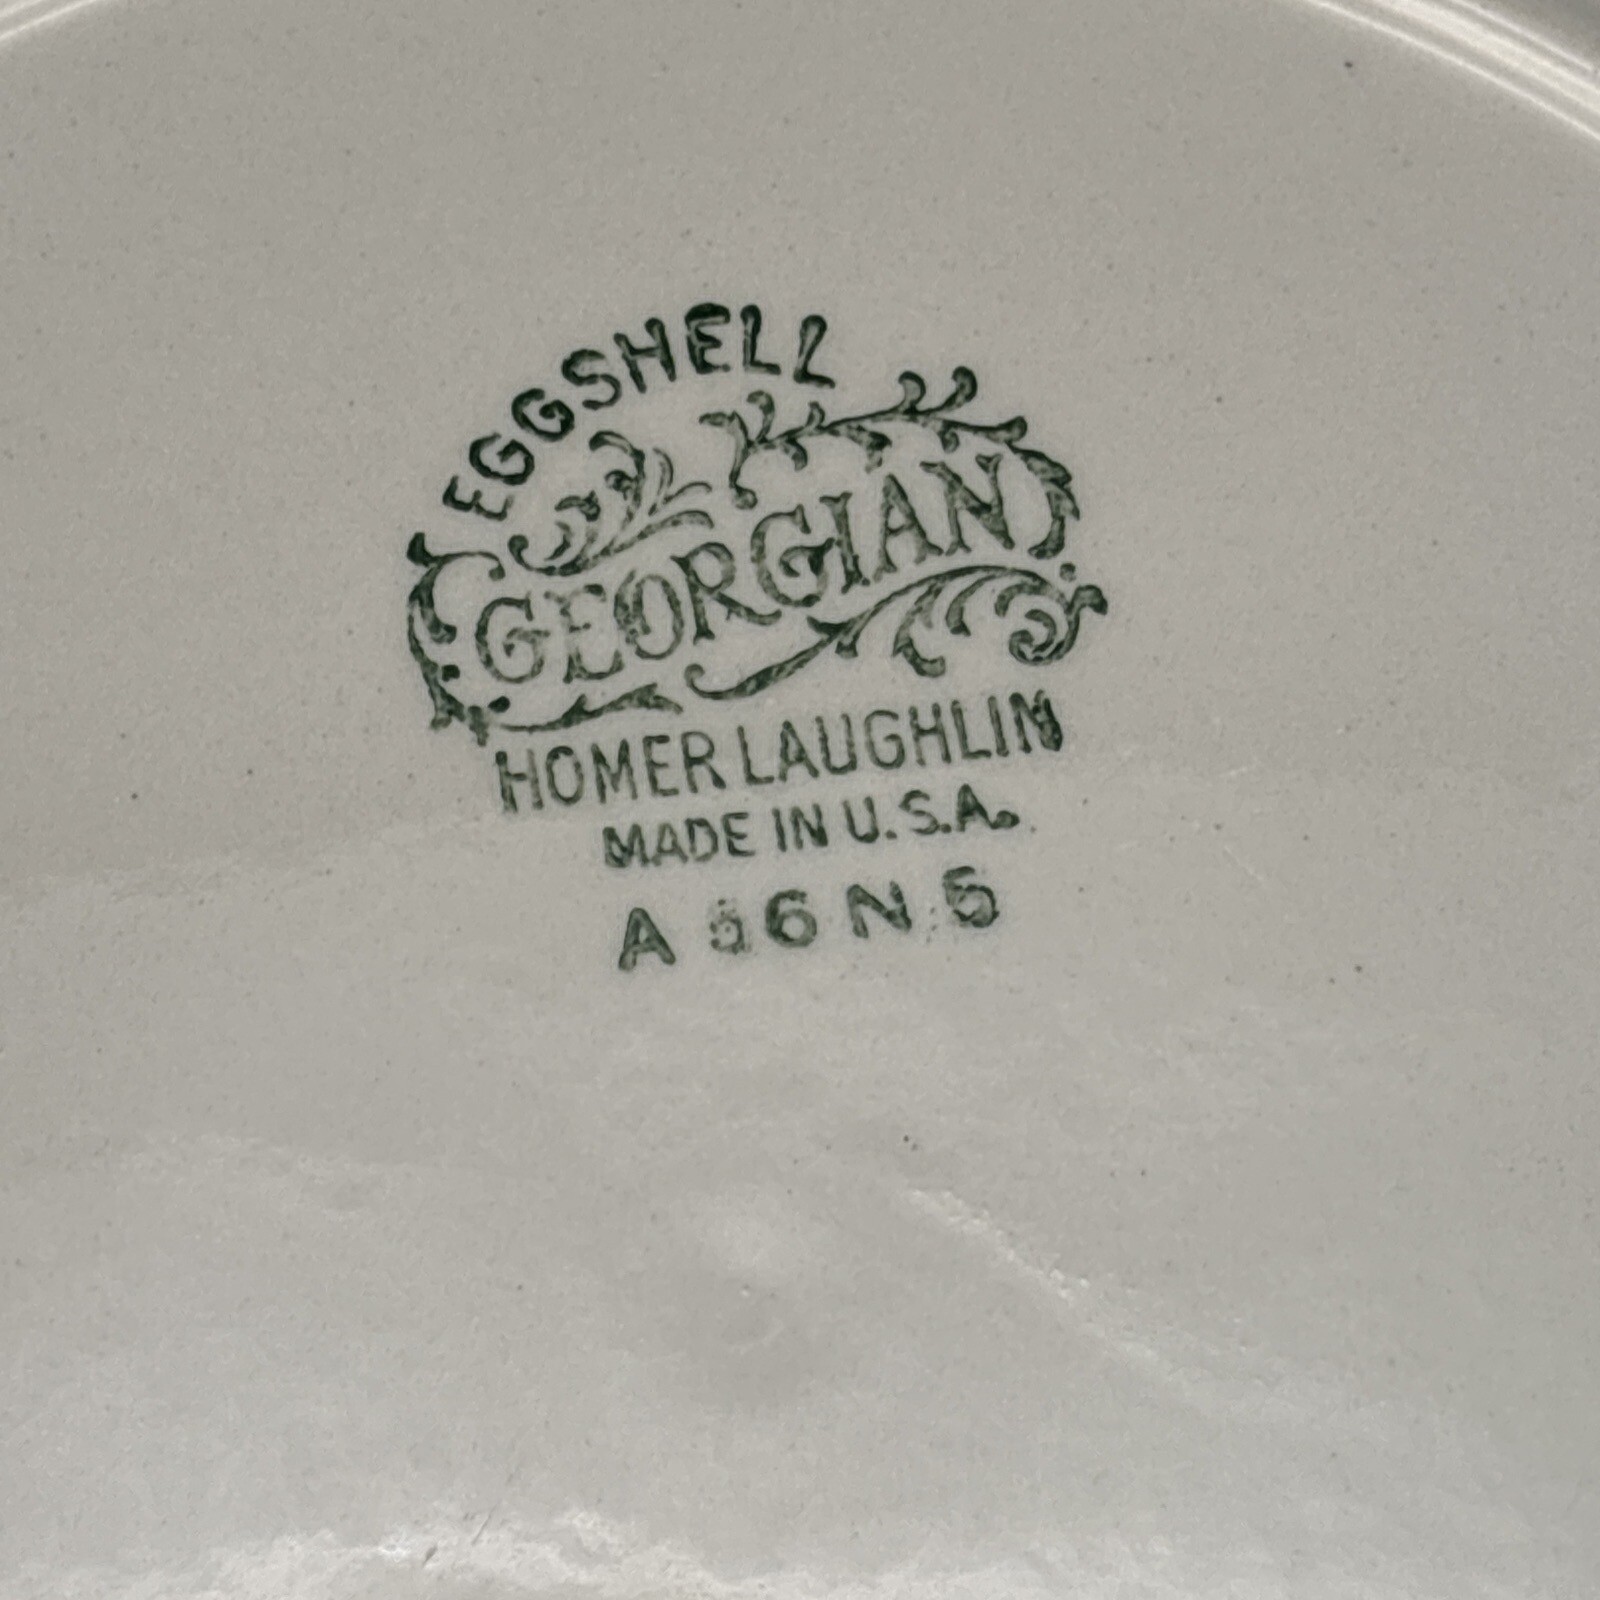 EGGSHELL
GEORGIAN
HOMER LAUGHLIN
MADE IN U.S.A.
A 56 N 5